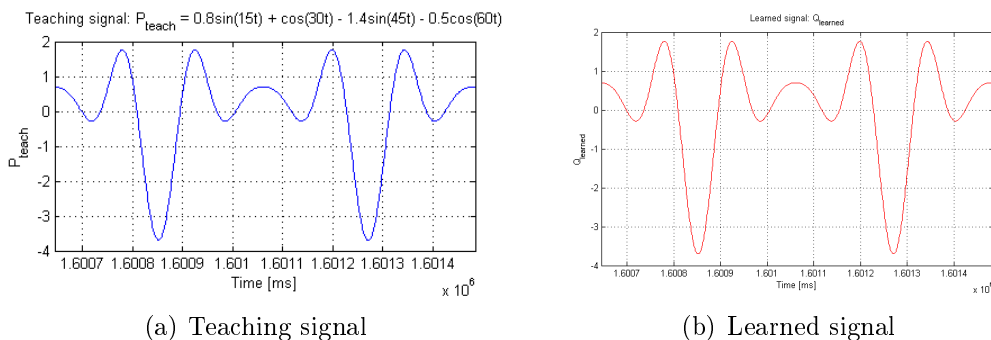 Teaching signal: P_teach = 0.8sin(15t) + cos(30t) - 1.4sin(45t) - 0.5cos(60t)
2
1
0
-1
-2
-3
-4
P_teach
1.6007 1.6008 1.6009 1.601 1.6011 1.6012 1.6013 1.6014
Time [ms]
x 10^6
(a) Teaching signal
Learned signal: Q_learned
2
1
0
-1
-2
-3
-4
Q_learned
1.6007 1.6008 1.6009 1.601 1.6011 1.6012 1.6013 1.6014
Time [ms]
x 10^6
(b) Learned signal